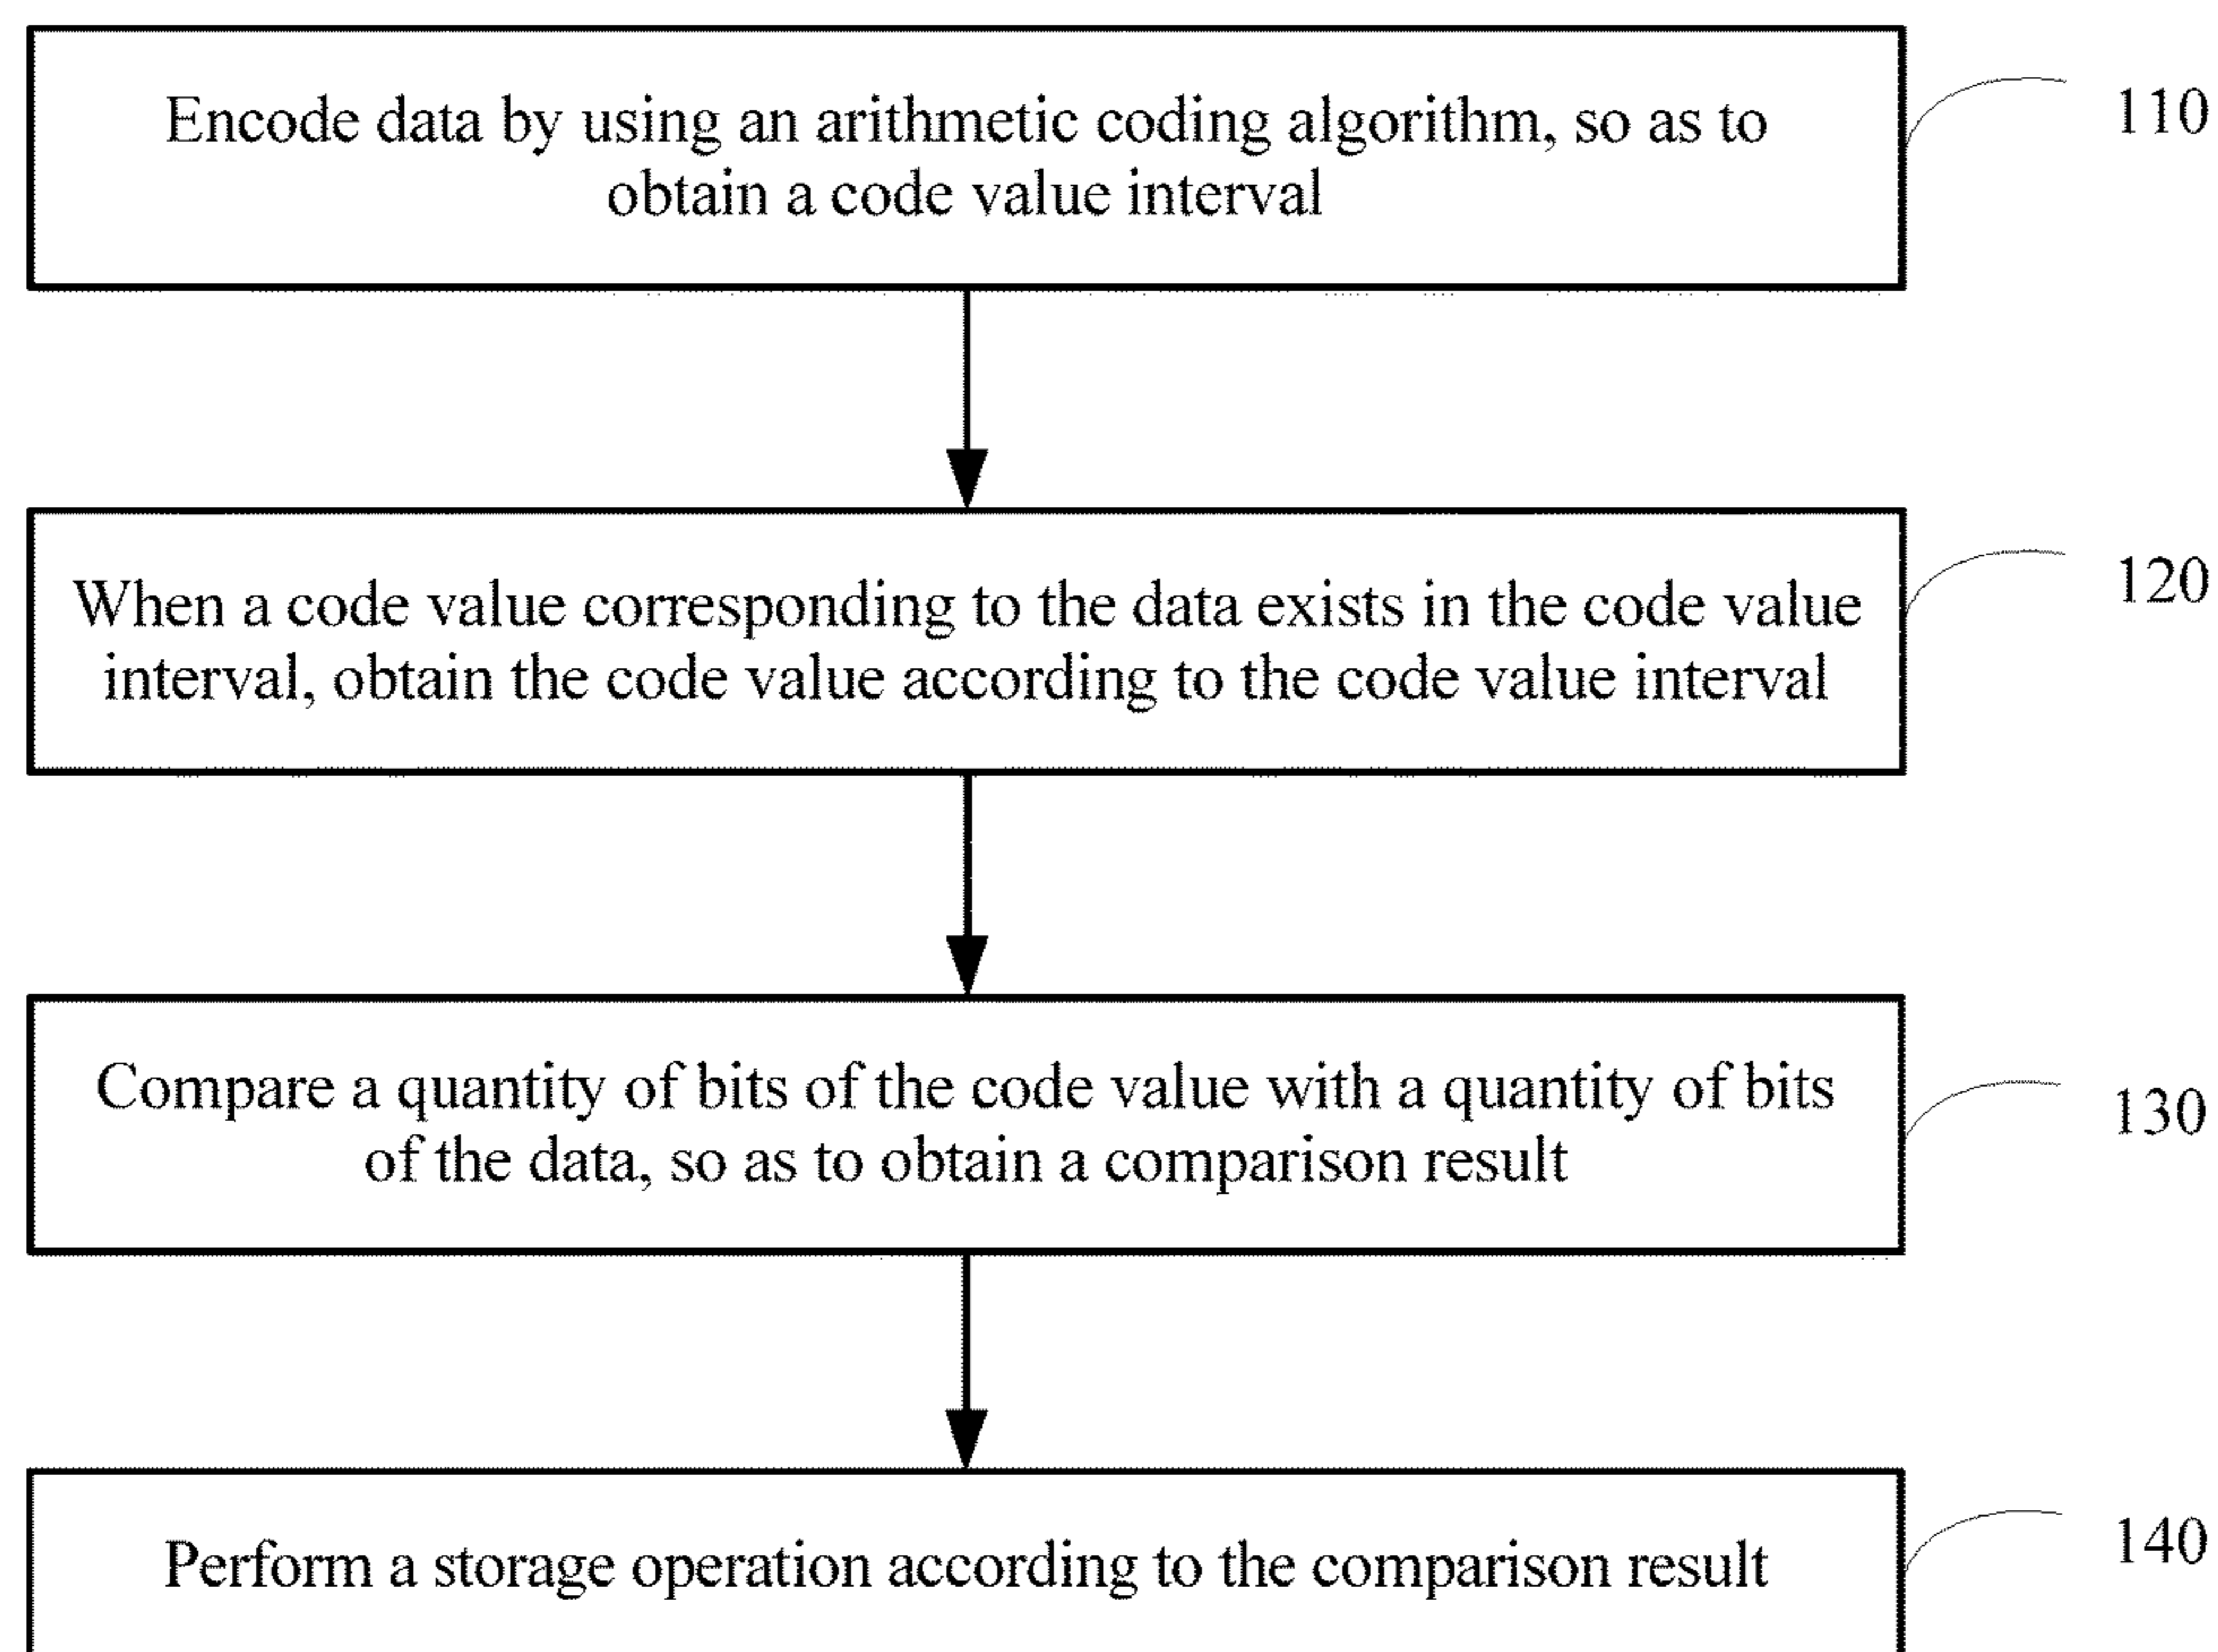 Encode data by using an arithmetic coding algorithm, so as to
obtain a code value interval
110
When a code value corresponding to the data exists in the code value
interval, obtain the code value according to the code value interval
120
Compare a quantity of bits of the code value with a quantity of bits
of the data, so as to obtain a comparison result
130
Perform a storage operation according to the comparison result
140